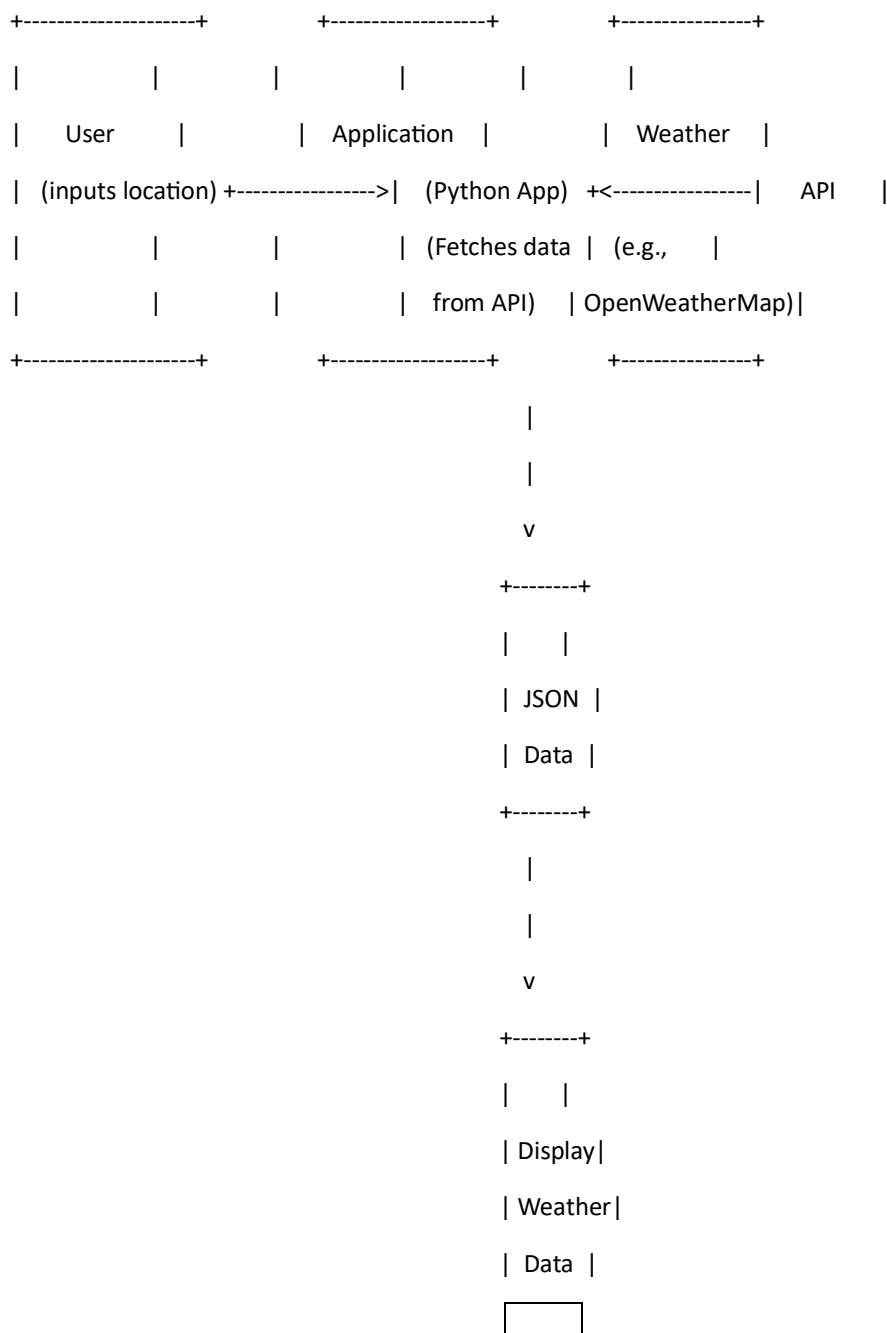 +---------------------+ +-------------------+ +----------------+
| | | | | |
| User | | Application | | Weather |
| (inputs location) +----------------->| (Python App) +<-----------------| API |
| | | | (Fetches data | (e.g., |
| | | | from API) | OpenWeatherMap)|
+---------------------+ +-------------------+ +----------------+
|
|
v
+--------+
| |
| JSON |
| Data |
+--------+
|
|
v
+--------+
| |
| Display|
| Weather|
| Data |